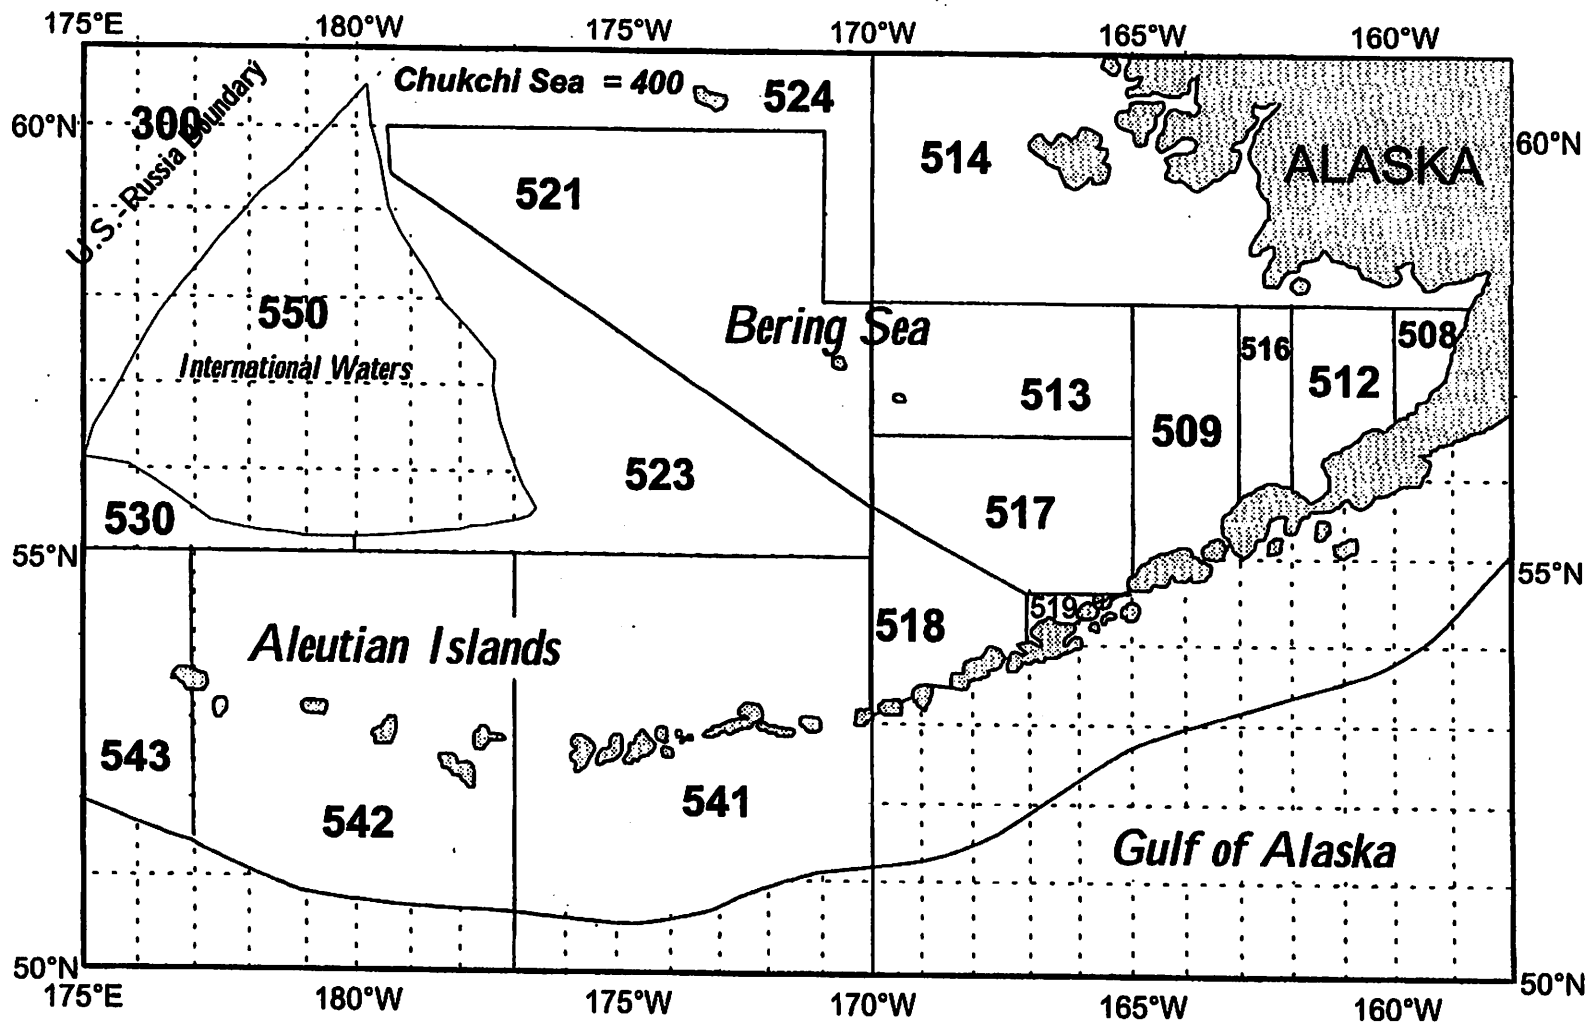 175°E 180°W 175°W 170°W 165°W 160°W
Chukchi Sea = 400
524
60°N
300
U.S.-Russia Boundary
521
514
ALASKA
60°N
550
International Waters
Bering Sea
516
508
513
512
509
523
517
530
55°N
55°N
519
518
Aleutian Islands
543
542
541
Gulf of Alaska
50°N
50°N
175°E 180°W 175°W 170°W 165°W 160°W